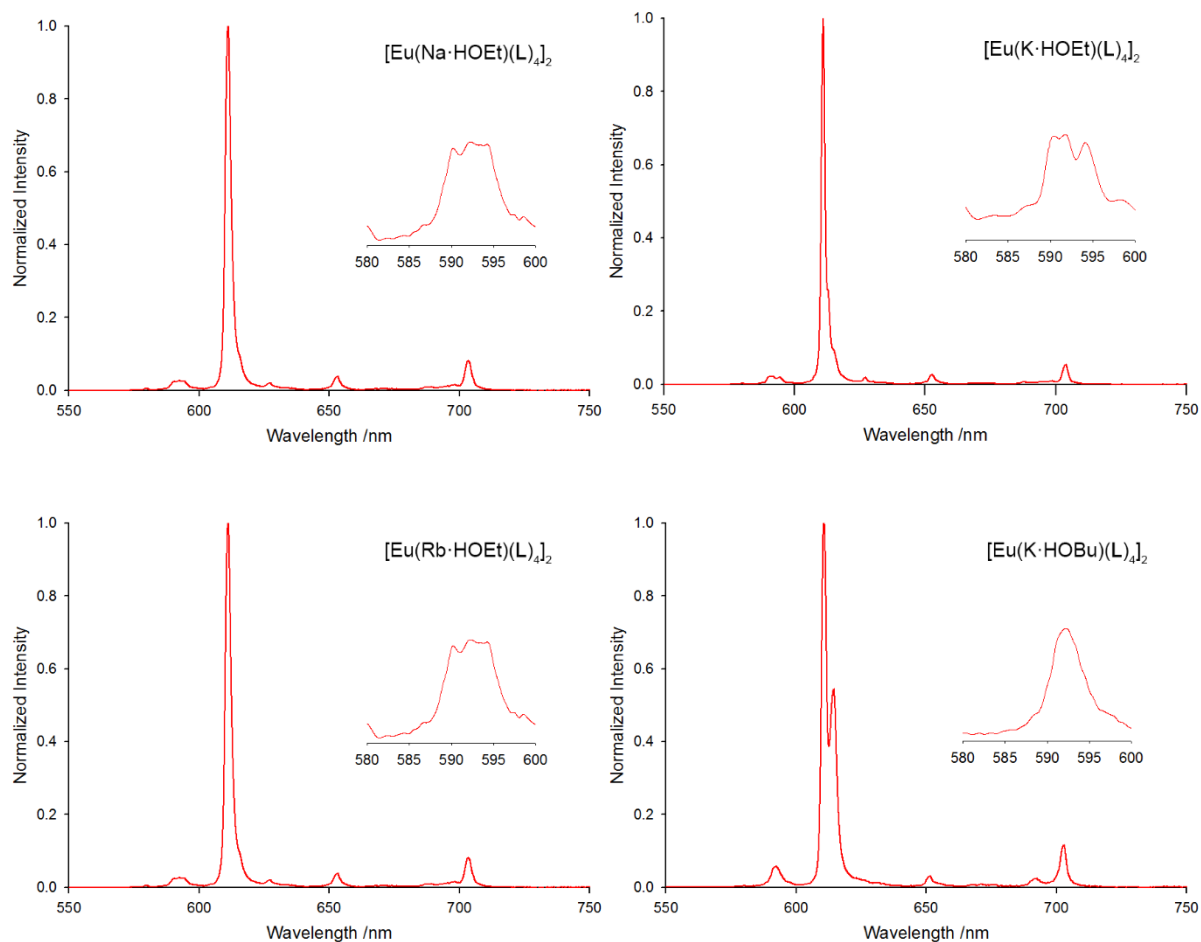 [Eu(Na·HOEt)(L)₄]₂
Normalized Intensity
1.0
0.8
0.6
0.4
0.2
0.0
580 585 590 595 600
550 600 650 700 750
Wavelength /nm
[Eu(K·HOEt)(L)₄]₂
Normalized Intensity
1.0
0.8
0.6
0.4
0.2
0.0
580 585 590 595 600
550 600 650 700 750
Wavelength /nm
[Eu(Rb·HOEt)(L)₄]₂
Normalized Intensity
1.0
0.8
0.6
0.4
0.2
0.0
580 585 590 595 600
550 600 650 700 750
Wavelength /nm
[Eu(K·HOBu)(L)₄]₂
Normalized Intensity
1.0
0.8
0.6
0.4
0.2
0.0
580 585 590 595 600
550 600 650 700 750
Wavelength /nm